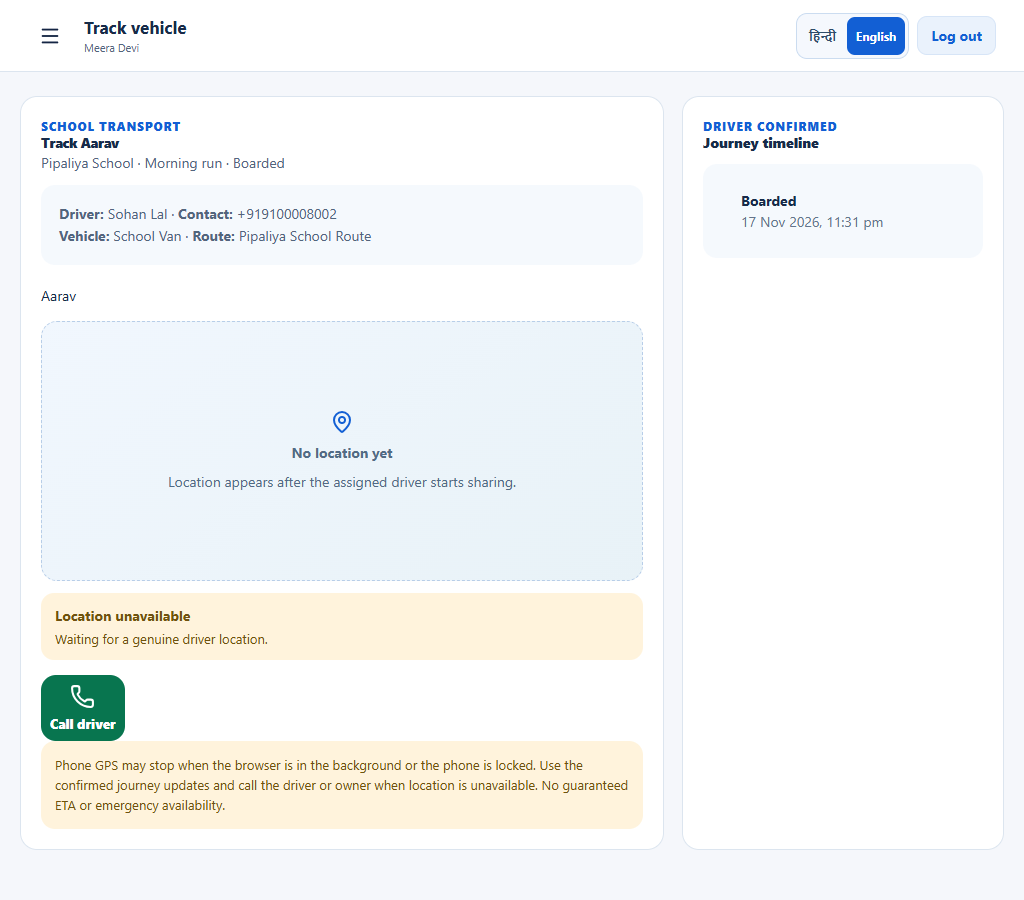 Track vehicle
Meera Devi
हिन्दी
English
Log out
SCHOOL TRANSPORT
Track Aarav
Pipaliya School · Morning run · Boarded
Driver: Sohan Lal · Contact: +919100008002
Vehicle: School Van · Route: Pipaliya School Route
Aarav
No location yet
Location appears after the assigned driver starts sharing.
Location unavailable
Waiting for a genuine driver location.
Call driver
Phone GPS may stop when the browser is in the background or the phone is locked. Use the
confirmed journey updates and call the driver or owner when location is unavailable. No guaranteed
ETA or emergency availability.
DRIVER CONFIRMED
Journey timeline
Boarded
17 Nov 2026, 11:31 pm